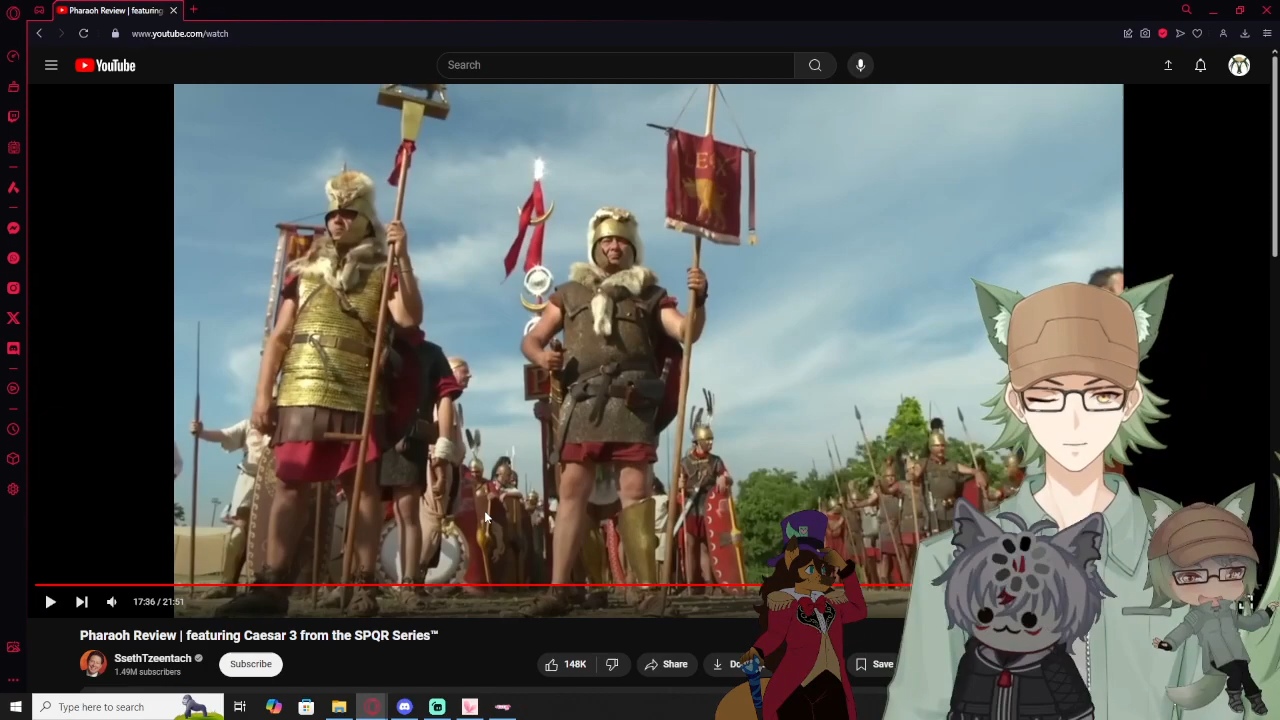 Pharaoh Review | featuring
www.youtube.com/watch
YouTube
Search
17:36 / 21:51
Pharaoh Review | featuring Caesar 3 from the SPQR Series™
SsethTzeentach
1.49M subscribers
Subscribe
148K
Share
Save
Type here to search